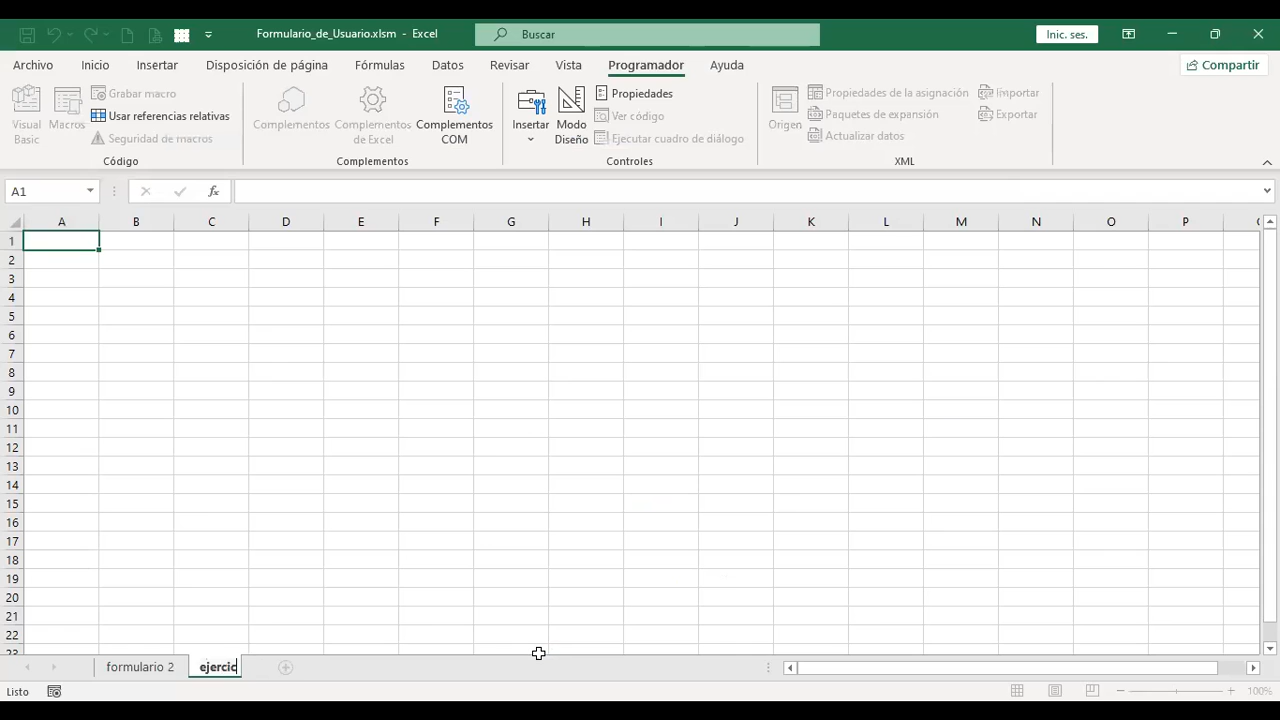 Formulario_de_Usuario.xlsm - Excel
Buscar
Inic. ses.
Archivo Inicio Insertar Disposición de página Fórmulas Datos Revisar Vista Programador Ayuda
Compartir
Visual Basic
Macros
Grabar macro
Usar referencias relativas
Seguridad de macros
Código
Complementos
Complementos de Excel
Complementos COM
Complementos
Insertar
Modo Diseño
Propiedades
Ver código
Ejecutar cuadro de diálogo
Controles
Origen
Propiedades de la asignación
Paquetes de expansión
Actualizar datos
Importar
Exportar
XML
A1
fx
A B C D E F G H I J K L M N O P
1
2
3
4
5
6
7
8
9
10
11
12
13
14
15
16
17
18
19
20
21
22
23
formulario 2 ejercic
Listo
100%